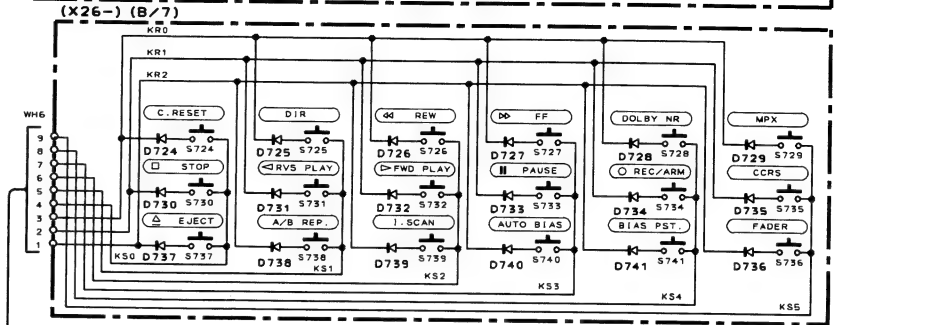 (X26-) (B/7)
KR0
KR1
KR2
WH6
9
8
7
6
5
4
3
2
1
C.RESET
DIR
◁◁ REW
▷▷ FF
DOLBY NR
MPX
D724 S724
D725 S725
D726 S726
D727 S727
D728 S728
D729 S729
□ STOP
◁RVS PLAY
▷FWD PLAY
II PAUSE
○ REC/ARM
CCRS
D730 S730
D731 S731
D732 S732
D733 S733
D734 S734
D735 S735
△ EJECT
A/B REP.
I.SCAN
AUTO BIAS
BIAS PST.
FADER
D737 S737
D738 S738
D739 S739
D740 S740
D741 S741
D736 S736
KS0
KS1
KS2
KS3
KS4
KS5